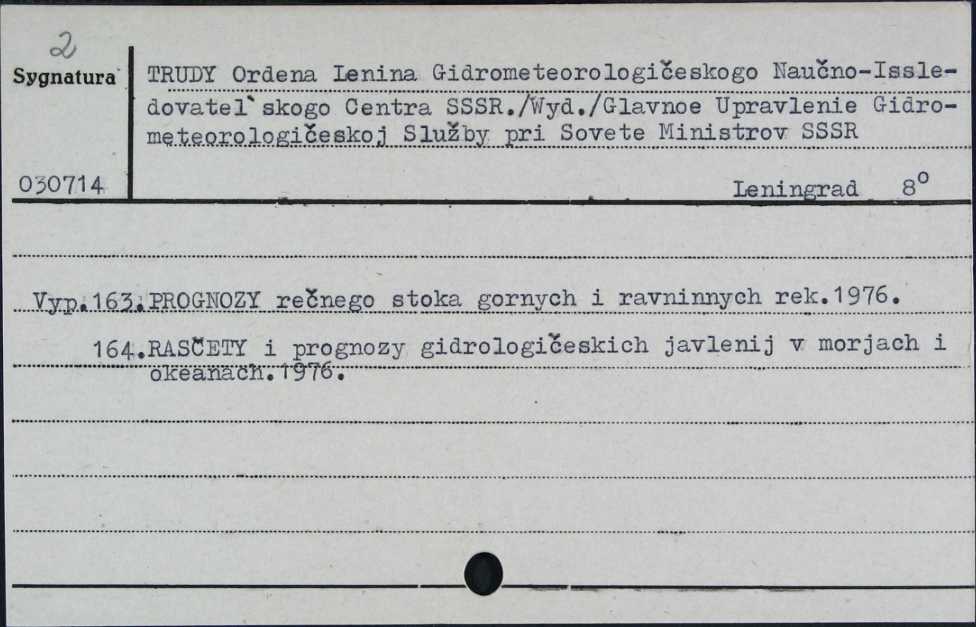 2
Sygnatura
TRUDY Ordena Lenina Gidrometeorologičeskogo Naučno-Issle-
dovatel`skogo Centra SSSR./Wyd./Glavnoe Upravlenie Gidro-
meteorologičeskoj Služby pri Sovete Ministrov SSSR
030714
Leningrad 8°
Vyp.163.PROGNOZY rečnego stoka gornych i ravninnych rek.1976.
164.RASČETY i prognozy gidrologičeskich javlenij v morjach i
okeanach.1976.